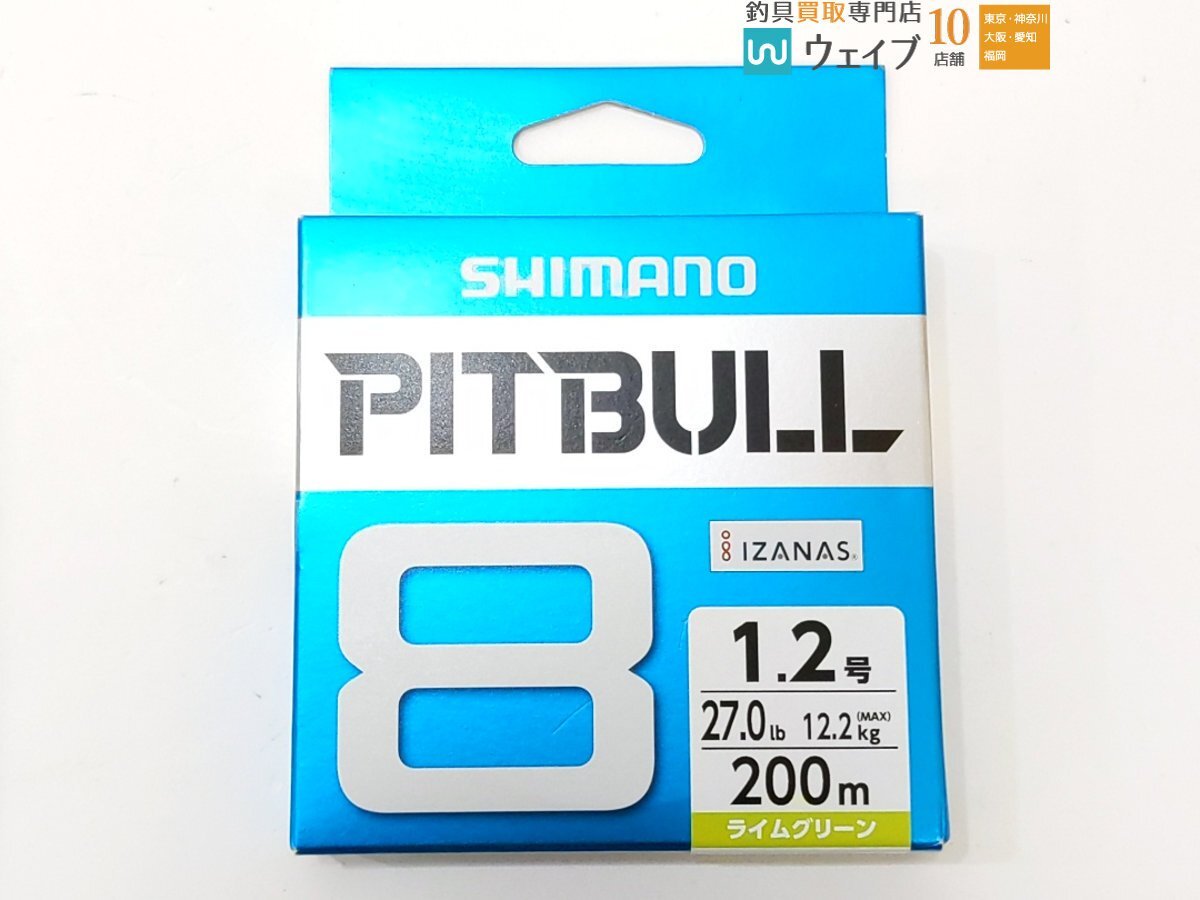 釣具買取専門店
ウェイブ
10
店舗
東京・神奈川
大阪・愛知
福岡
SHIMANO
PITBULL
8
IZANAS®
1.2号
27.0lb 12.2kg (MAX)
200m
ライムグリーン